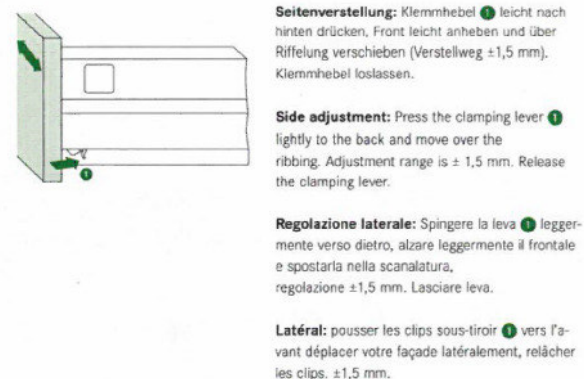 Seitenverstellung: Klemmhebel 1 leicht nach
hinten drücken, Front leicht anheben und über
Riffelung verschieben (Verstellweg ±1,5 mm).
Klemmhebel loslassen.
Side adjustment: Press the clamping lever 1
lightly to the back and move over the
ribbing. Adjustment range is ± 1,5 mm. Release
the clamping lever.
Regolazione laterale: Spingere la leva 1 legger-
mente verso dietro, alzare leggermente il frontale
e spostarla nella scanalatura,
regolazione ±1,5 mm. Lasciare leva.
Latéral: pousser les clips sous-tiroir 1 vers l'a-
vant déplacer votre façade latéralement, relâcher
les clips. ±1,5 mm.
1